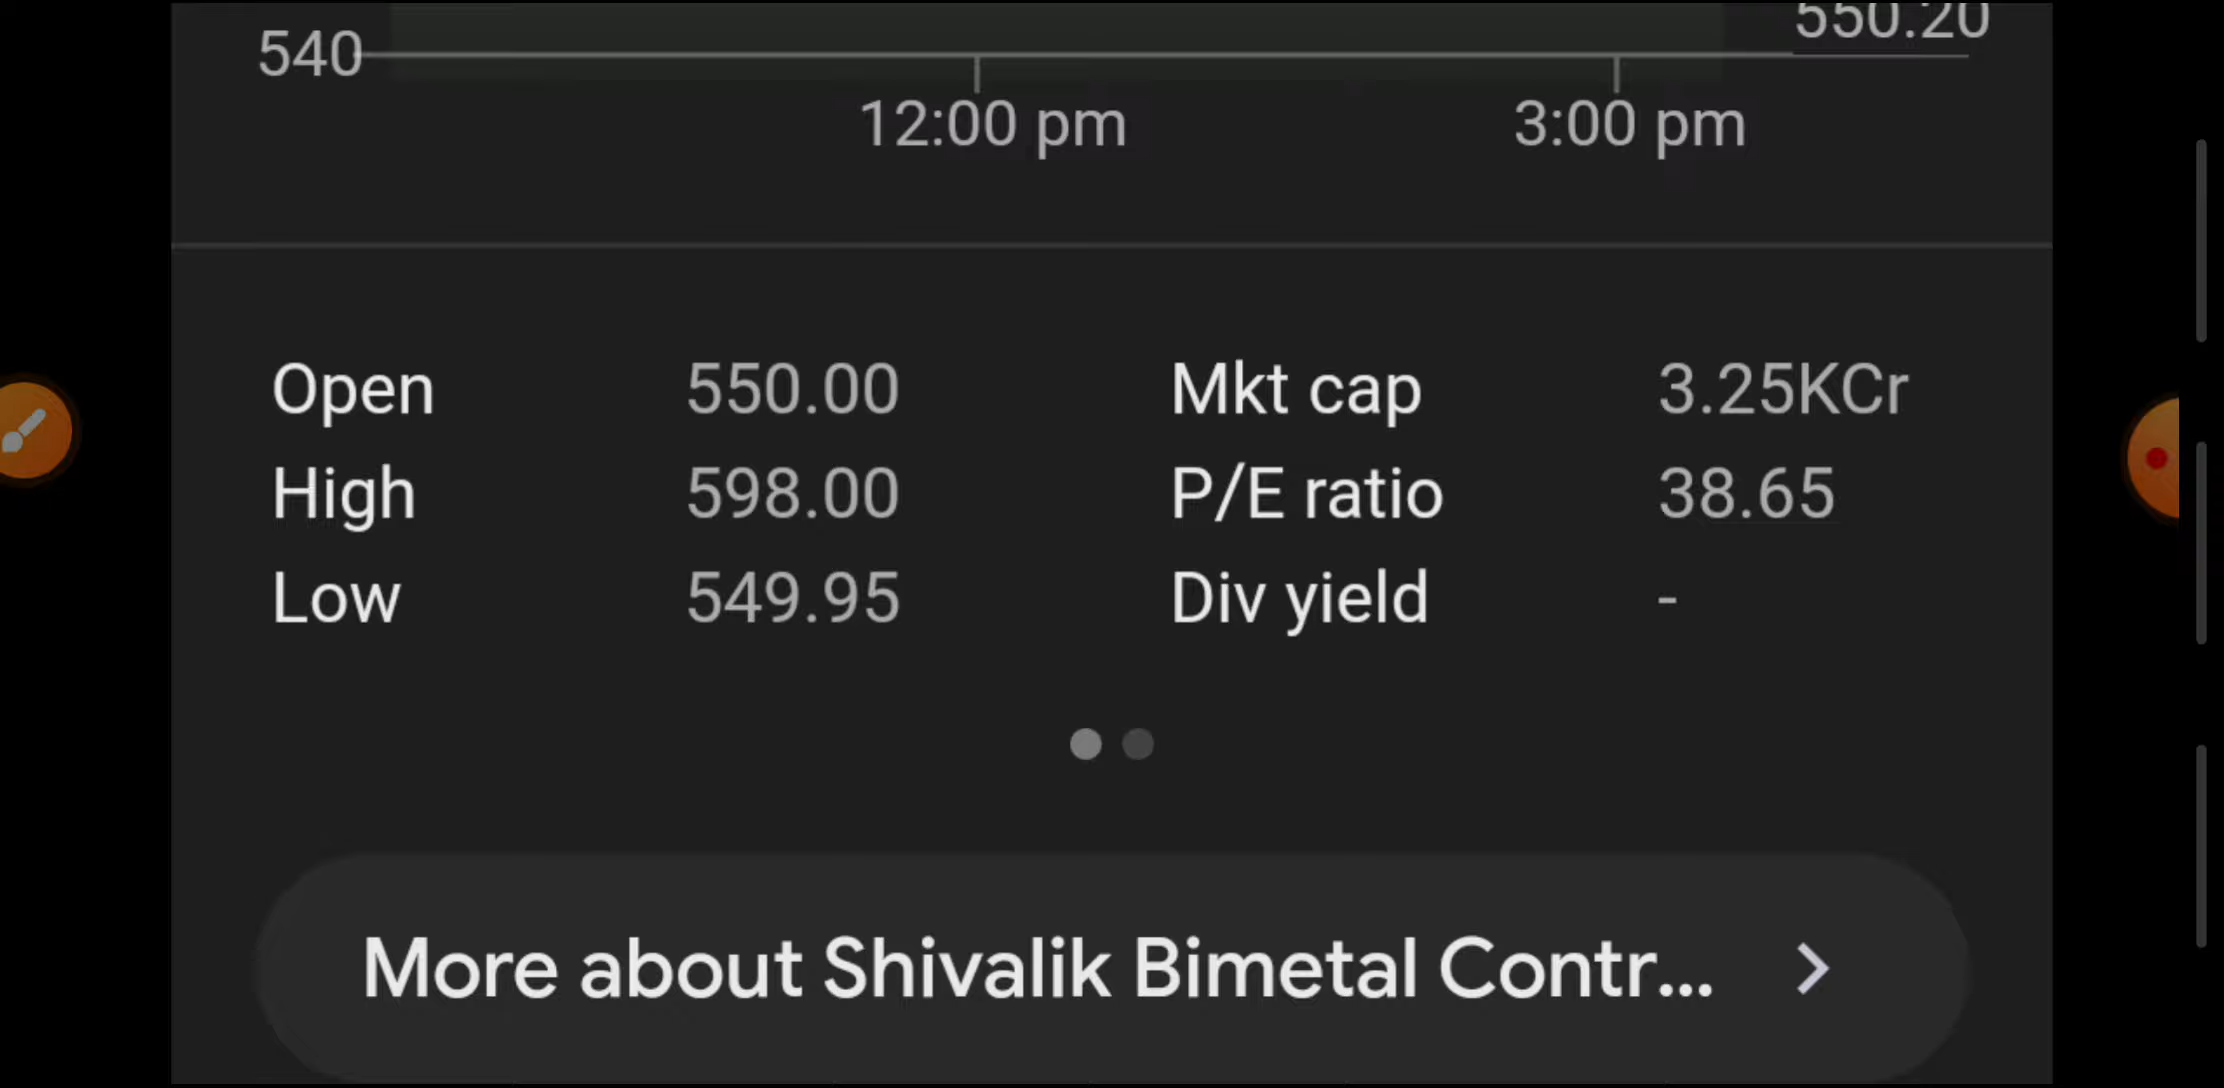 550.20
540
12:00 pm 3:00 pm
Open 550.00 Mkt cap 3.25KCr
High 598.00 P/E ratio 38.65
Low 549.95 Div yield -
More about Shivalik Bimetal Contr...